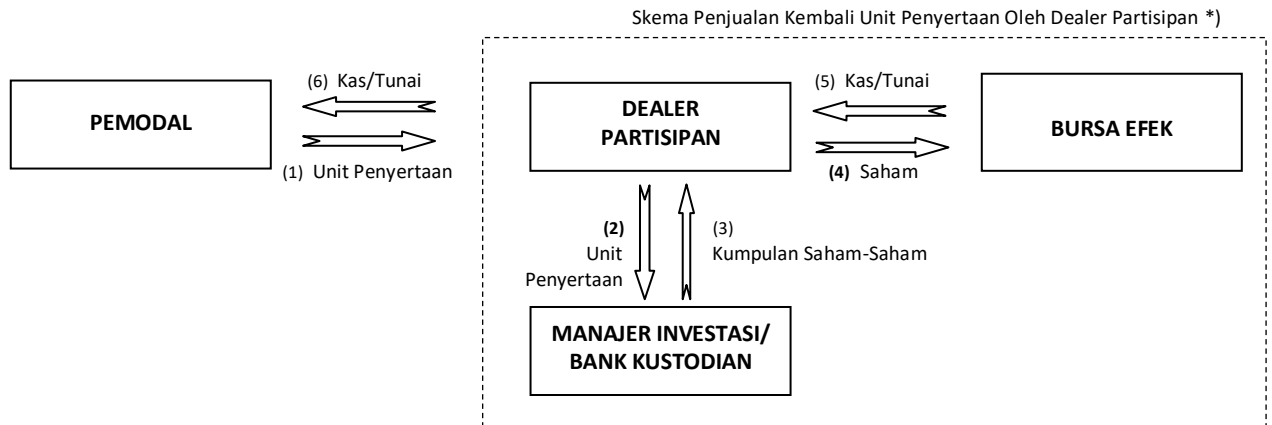 Skema Penjualan Kembali Unit Penyertaan Oleh Dealer Partisipan *)
(6) Kas/Tunai
(5) Kas/Tunai
PEMODAL
DEALER
PARTISIPAN
BURSA EFEK
(1) Unit Penyertaan
(4) Saham
(2)
Unit
Penyertaan
(3)
Kumpulan Saham-Saham
MANAJER INVESTASI/
BANK KUSTODIAN